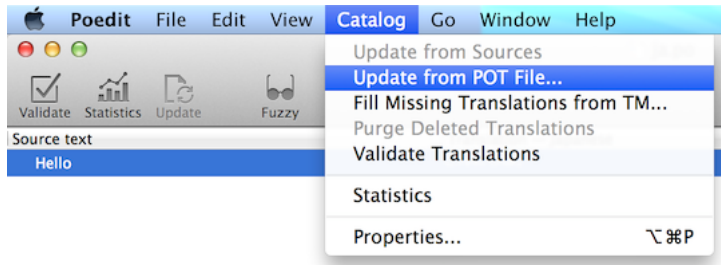 Poedit File Edit View Catalog Go Window Help
Update from Sources
Update from POT File...
Fill Missing Translations from TM...
Purge Deleted Translations
Validate Translations
Statistics
Properties... ⌥⌘P
Validate Statistics Update Fuzzy
Source text
Hello